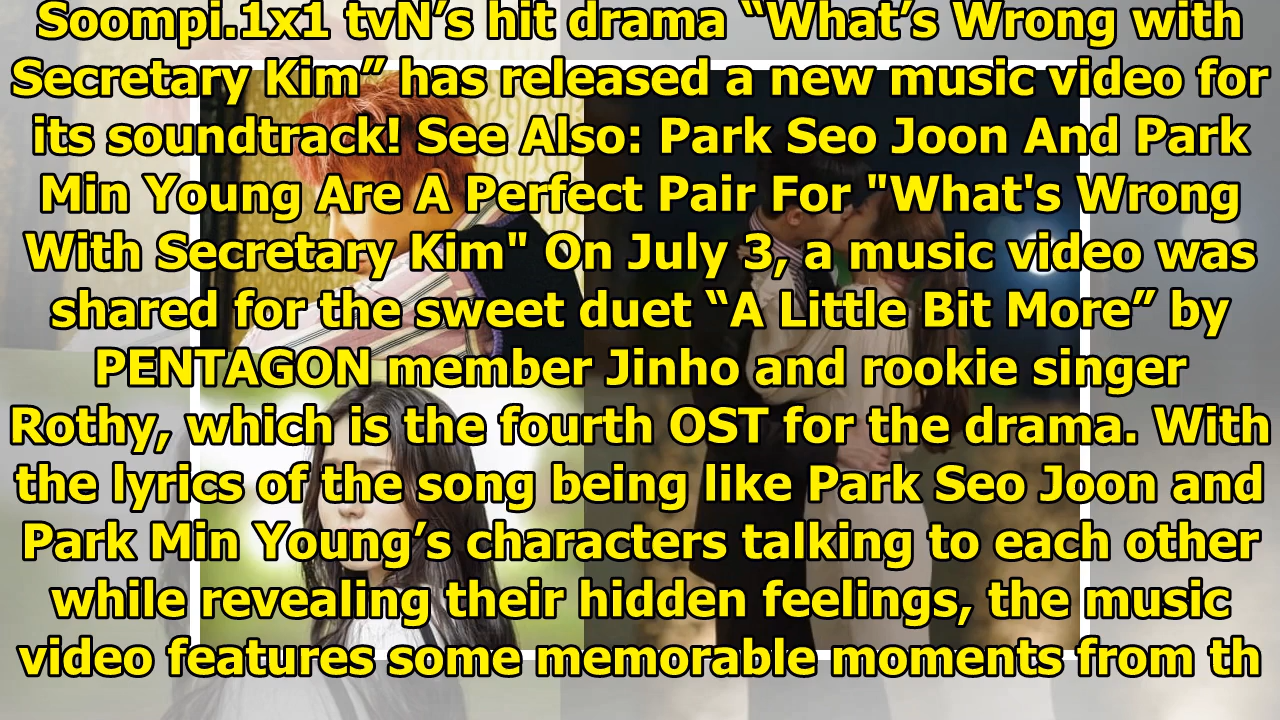 Soompi.1x1 tvN’s hit drama “What’s Wrong with
Secretary Kim” has released a new music video for
its soundtrack! See Also: Park Seo Joon And Park
Min Young Are A Perfect Pair For "What's Wrong
With Secretary Kim" On July 3, a music video was
shared for the sweet duet “A Little Bit More” by
PENTAGON member Jinho and rookie singer
Rothy, which is the fourth OST for the drama. With
the lyrics of the song being like Park Seo Joon and
Park Min Young’s characters talking to each other
while revealing their hidden feelings, the music
video features some memorable moments from th